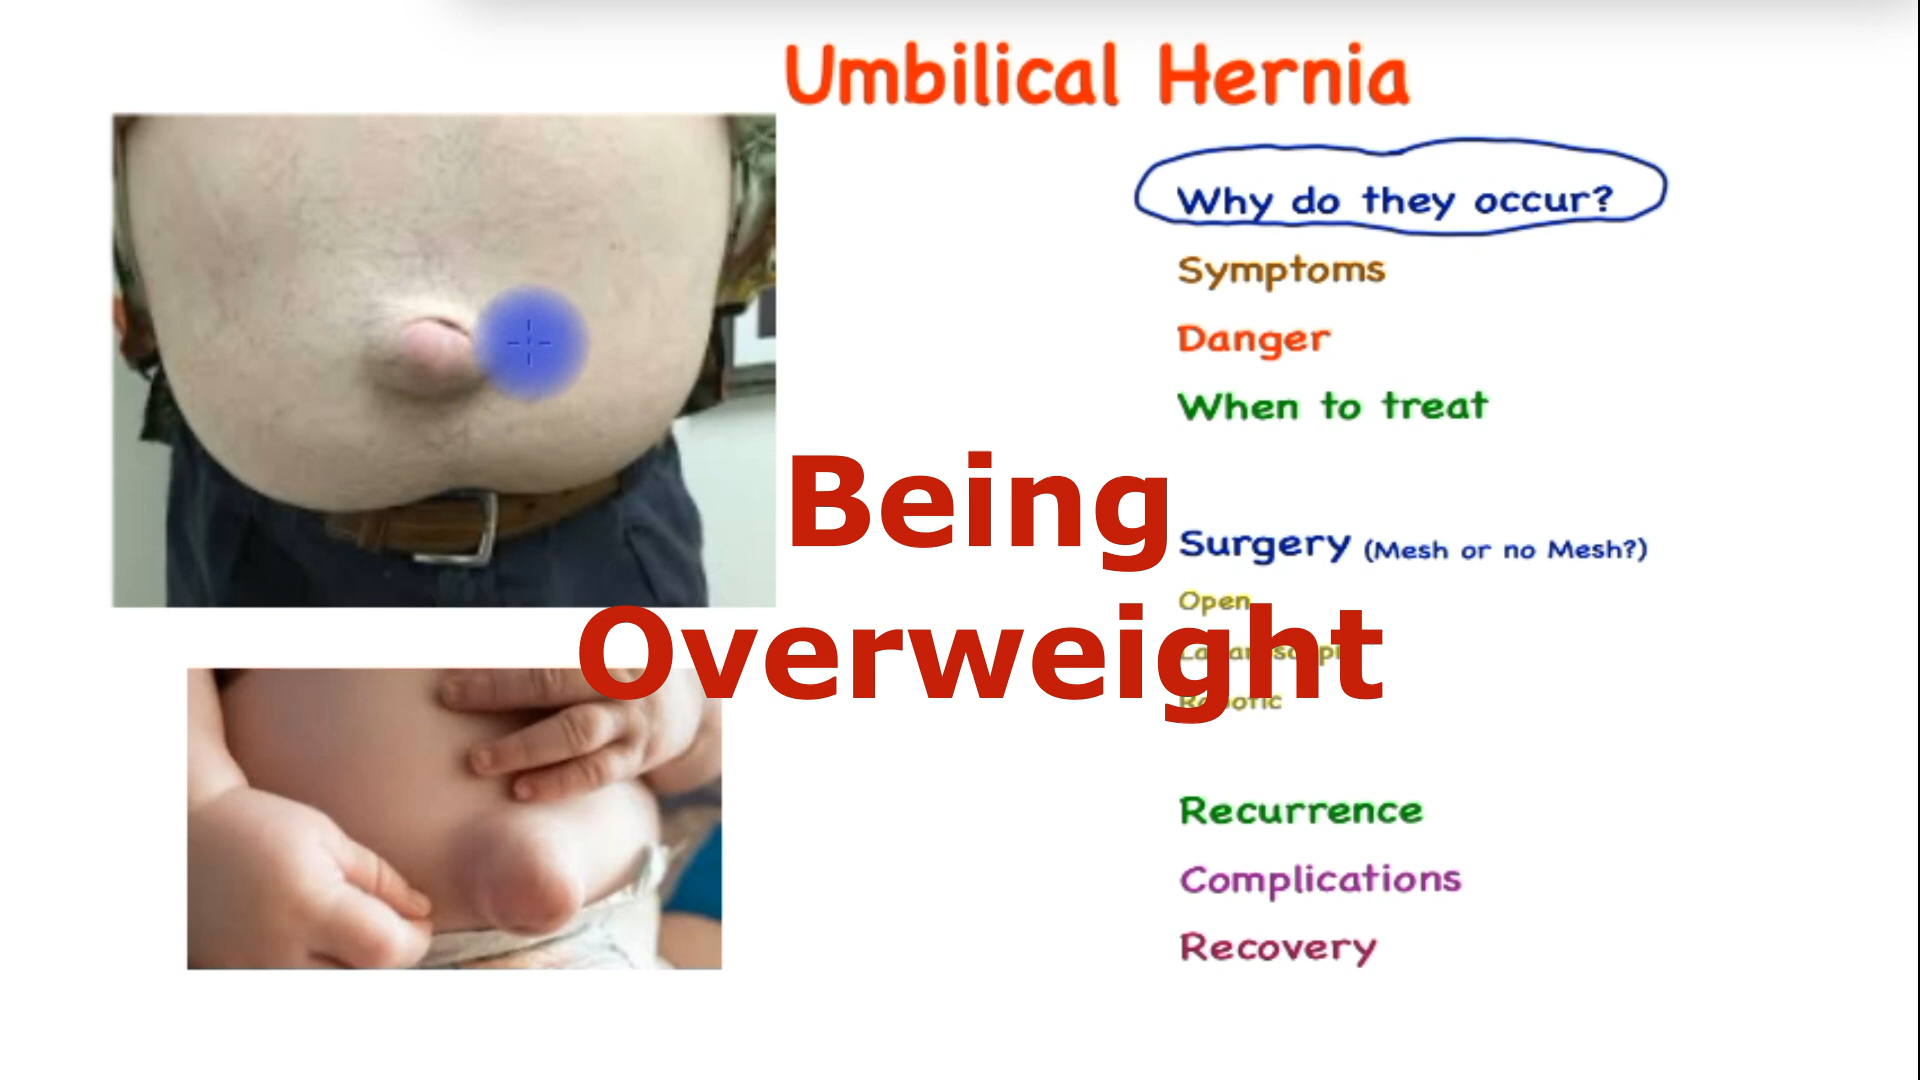 Umbilical Hernia
Why do they occur?
Symptoms
Danger
When to treat
Being
Surgery (Mesh or no Mesh?)
Open
Overweight
Robotic
Recurrence
Complications
Recovery